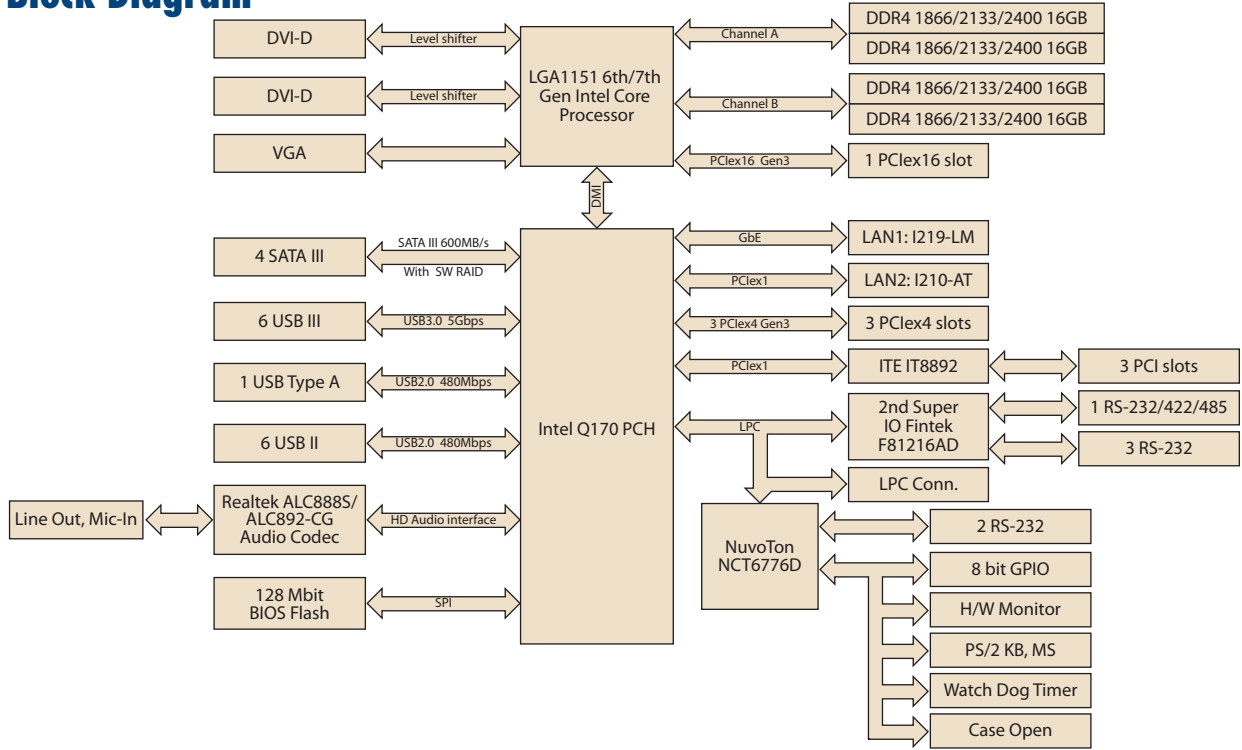 Block Diagram
DVI-D
Level shifter
DVI-D
Level shifter
VGA
LGA1151 6th/7th
Gen Intel Core
Processor
Channel A
DDR4 1866/2133/2400 16GB
DDR4 1866/2133/2400 16GB
Channel B
DDR4 1866/2133/2400 16GB
DDR4 1866/2133/2400 16GB
PCIex16 Gen3
1 PCIex16 slot
DMI
4 SATA III
SATA III 600MB/s
With SW RAID
6 USB III
USB3.0 5Gbps
1 USB Type A
USB2.0 480Mbps
6 USB II
USB2.0 480Mbps
Line Out, Mic-In
Realtek ALC888S/
ALC892-CG
Audio Codec
HD Audio interface
128 Mbit
BIOS Flash
SPI
Intel Q170 PCH
GbE
LAN1: I219-LM
PCIex1
LAN2: I210-AT
3 PCIex4 Gen3
3 PCIex4 slots
PCIex1
ITE IT8892
3 PCI slots
LPC
2nd Super
IO Fintek
F81216AD
1 RS-232/422/485
3 RS-232
LPC Conn.
NuvoTon
NCT6776D
2 RS-232
8 bit GPIO
H/W Monitor
PS/2 KB, MS
Watch Dog Timer
Case Open